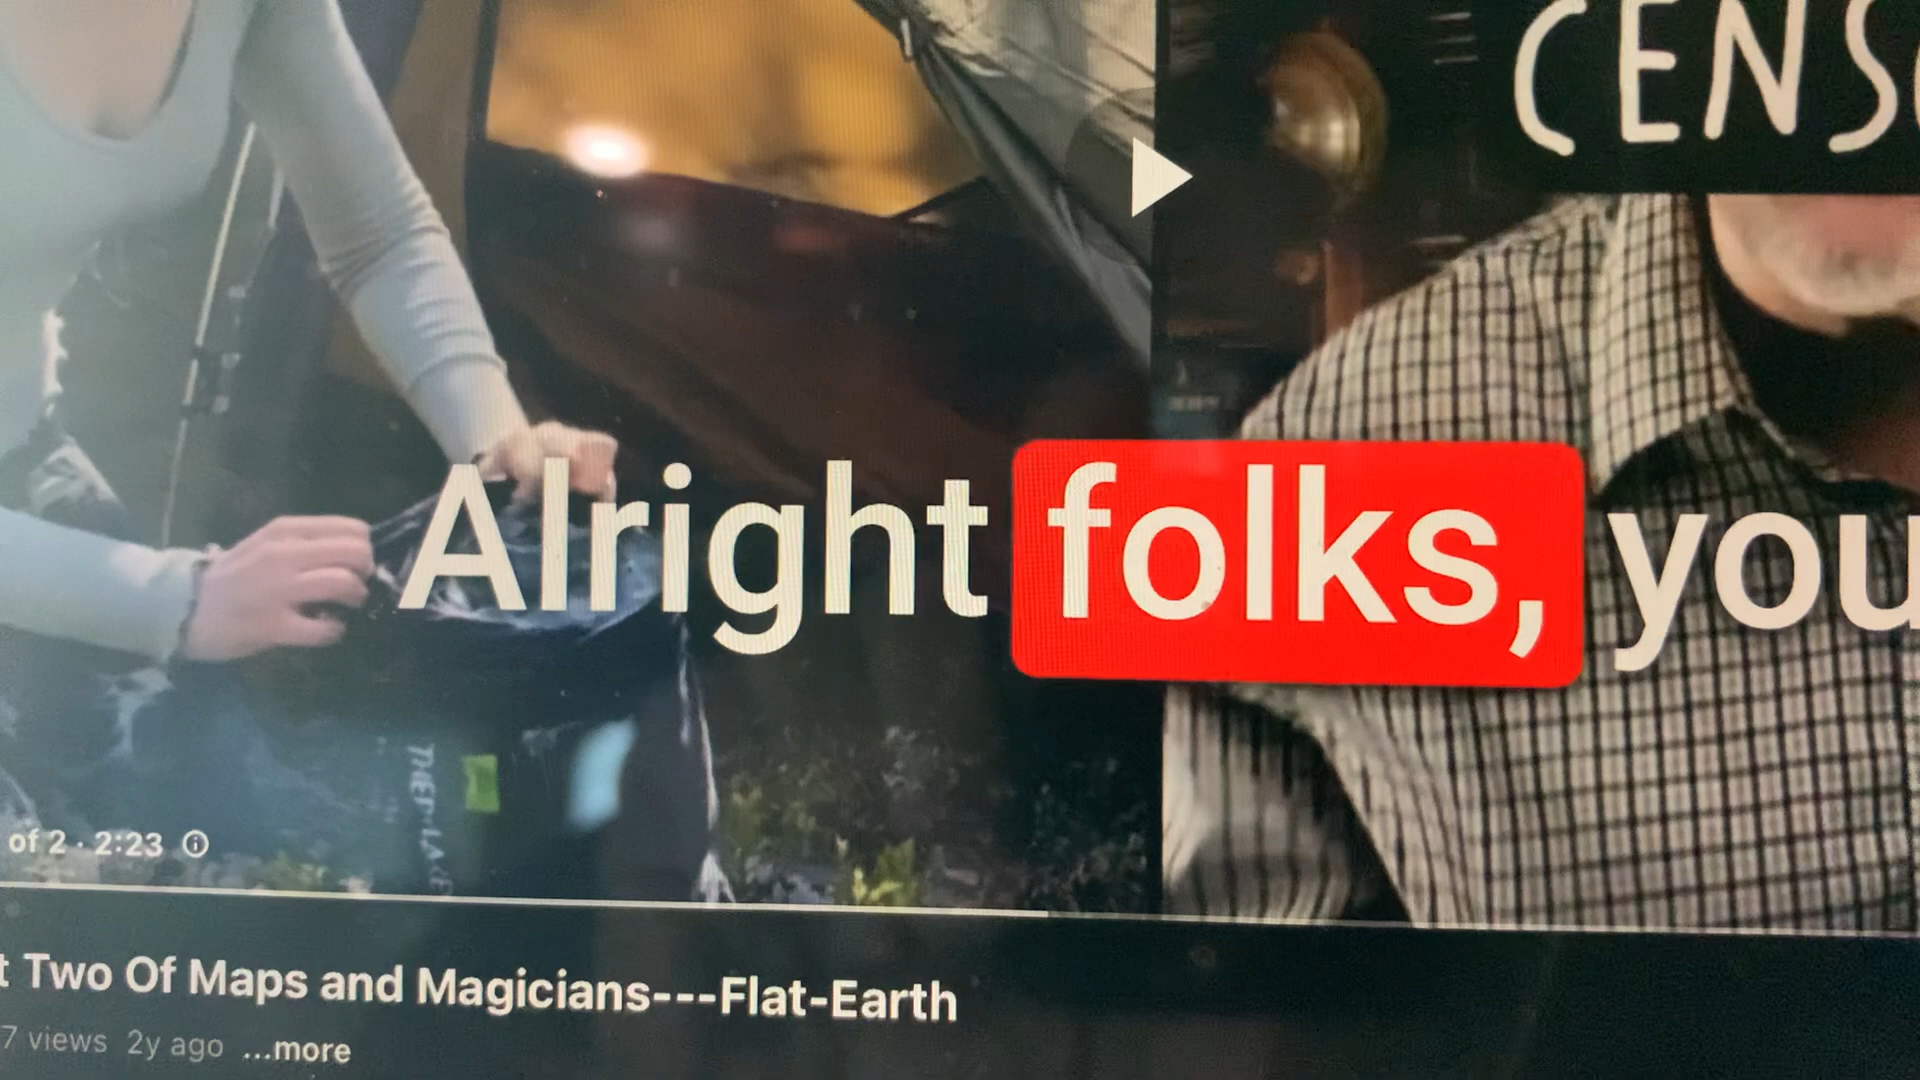 CENS
Alright folks, you
of 2 · 2:23
t Two Of Maps and Magicians---Flat-Earth
7 views 2y ago ...more